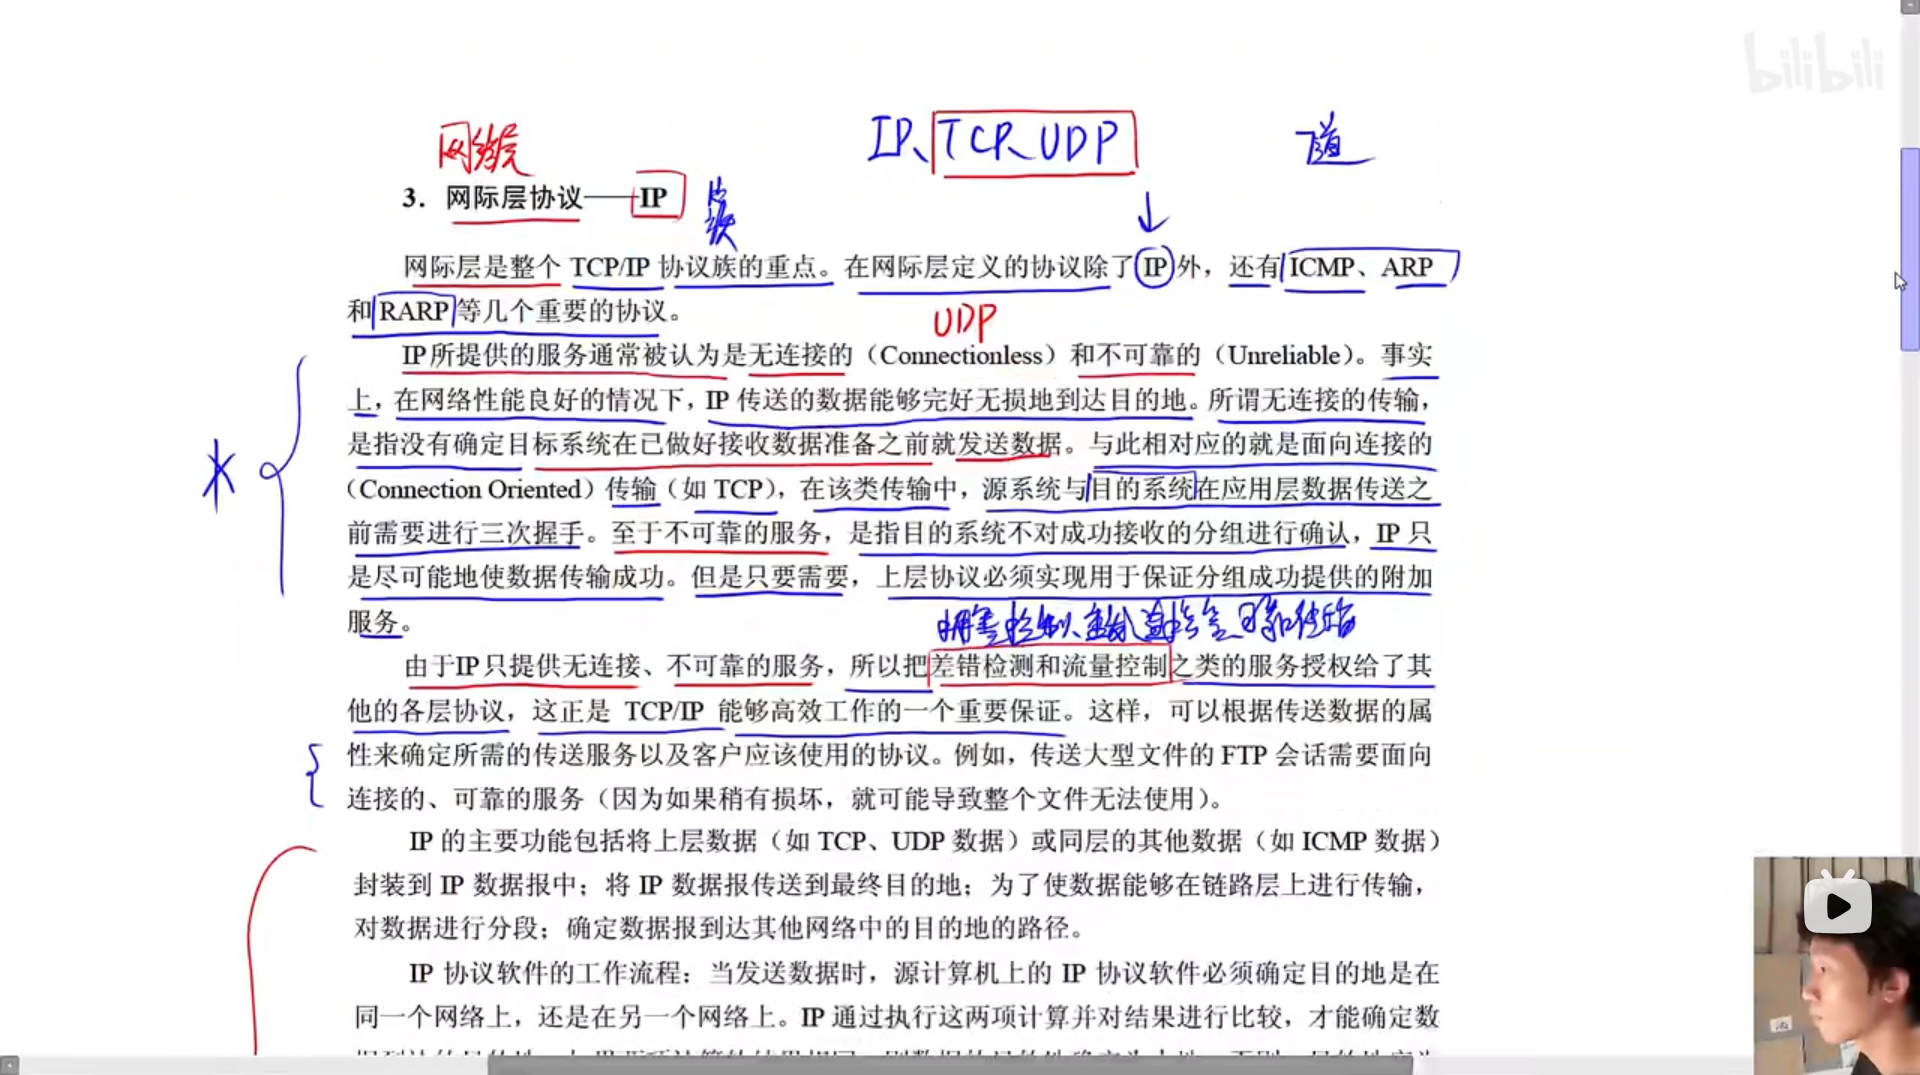 bilibili
IP、TCP、UDP
网络层
3. 网际层协议——IP
网际层是整个 TCP/IP 协议族的重点。在网际层定义的协议除了 IP 外，还有 ICMP、ARP
和 RARP 等几个重要的协议。
UDP
IP所提供的服务通常被认为是无连接的（Connectionless）和不可靠的（Unreliable）。事实
上，在网络性能良好的情况下，IP 传送的数据能够完好无损地到达目的地。所谓无连接的传输，
是指没有确定目标系统在已做好接收数据准备之前就发送数据。与此相对应的就是面向连接的
（Connection Oriented）传输（如 TCP），在该类传输中，源系统与目的系统在应用层数据传送之
前需要进行三次握手。至于不可靠的服务，是指目的系统不对成功接收的分组进行确认，IP 只
是尽可能地使数据传输成功。但是只要需要，上层协议必须实现用于保证分组成功提供的附加
服务。
由于IP 只提供无连接、不可靠的服务，所以把差错检测和流量控制之类的服务授权给了其
他的各层协议，这正是 TCP/IP 能够高效工作的一个重要保证。这样，可以根据传送数据的属
性来确定所需的传送服务以及客户应该使用的协议。例如，传送大型文件的 FTP 会话需要面向
连接的、可靠的服务（因为如果稍有损坏，就可能导致整个文件无法使用）。
IP 的主要功能包括将上层数据（如 TCP、UDP 数据）或同层的其他数据（如 ICMP 数据）
封装到 IP 数据报中；将 IP 数据报传送到最终目的地；为了使数据能够在链路层上进行传输，
对数据进行分段；确定数据报到达其他网络中的目的地的路径。
IP 协议软件的工作流程：当发送数据时，源计算机上的 IP 协议软件必须确定目的地是在
同一个网络上，还是在另一个网络上。IP 通过执行这两项计算并对结果进行比较，才能确定数